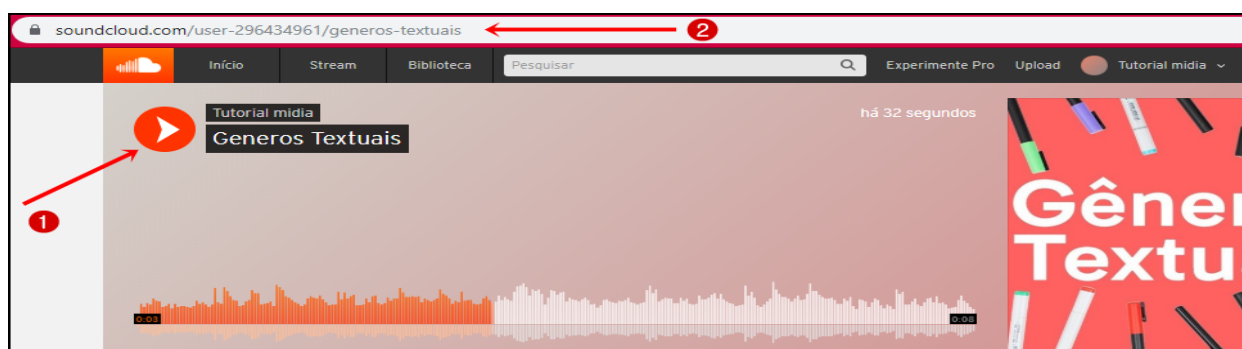 soundcloud.com/user-296434961/generos-textuais
2
Início Stream Biblioteca Pesquisar Experimente Pro Upload Tutorial midia
Tutorial midia
há 32 segundos
Generos Textuais
1
Gêner
Textu
0:03
0:08